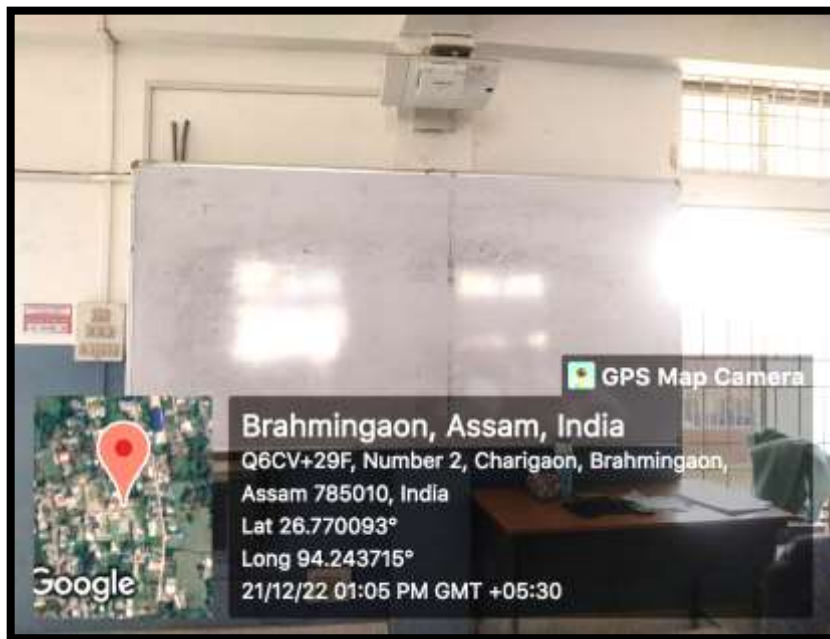 GPS Map Camera
Brahmingaon, Assam, India
Q6CV+29F, Number 2, Charigaon, Brahmingaon,
Assam 785010, India
Lat 26.770093°
Long 94.243715°
21/12/22 01:05 PM GMT +05:30
Google